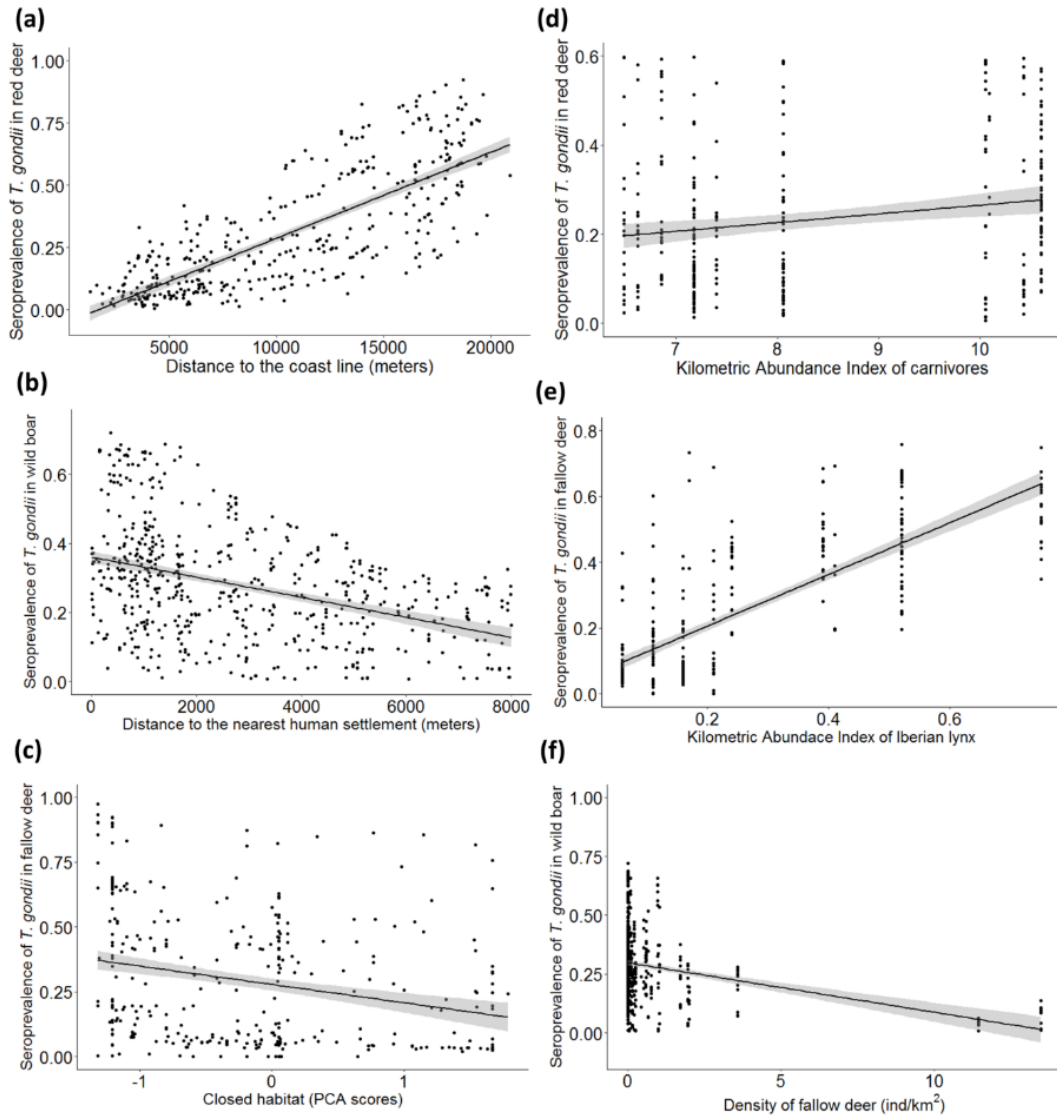 (a)
Seroprevalence of T. gondii in red deer
1.00
0.75
0.50
0.25
0.00
5000 10000 15000 20000
Distance to the coast line (meters)
(b)
Seroprevalence of T. gondii in wild boar
0.6
0.4
0.2
0.0
0 2000 4000 6000 8000
Distance to the nearest human settlement (meters)
(c)
Seroprevalence of T. gondii in fallow deer
1.00
0.75
0.50
0.25
0.00
-1 0 1
Closed habitat (PCA scores)
(d)
Seroprevalence of T. gondii in red deer
0.6
0.4
0.2
0.0
7 8 9 10
Kilometric Abundance Index of carnivores
(e)
Seroprevalence of T. gondii in fallow deer
0.8
0.6
0.4
0.2
0.0
0.2 0.4 0.6
Kilometric Abundace Index of Iberian lynx
(f)
Seroprevalence of T. gondii in wild boar
1.00
0.75
0.50
0.25
0.00
0 5 10
Density of fallow deer (ind/km²)